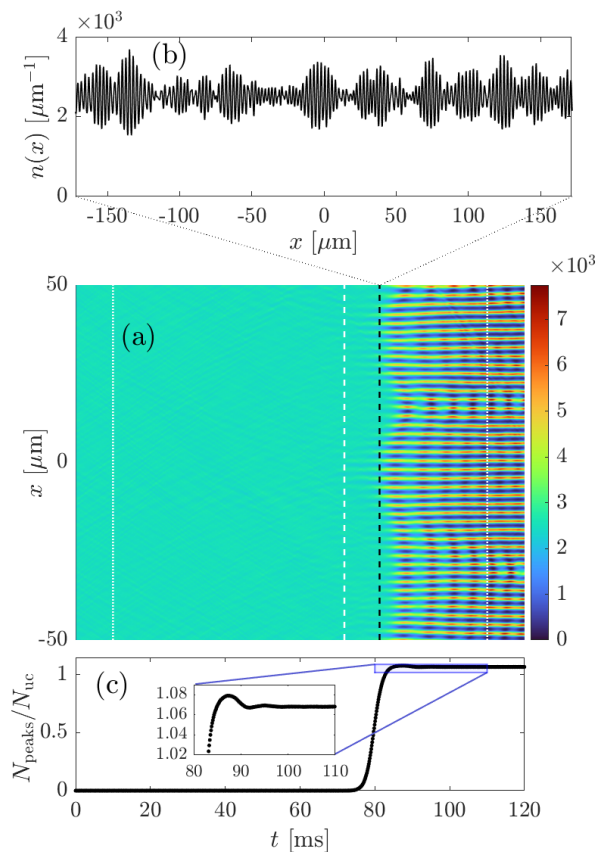 ×10³
(b)
4
2
0
n(x) [μm⁻¹]
-150 -100 -50 0 50 100 150
x [μm]
×10³
50
0
-50
x [μm]
(a)
7
6
5
4
3
2
1
0
(c)
1
0.5
0
N_peaks/N_uc
1.08
1.06
1.04
1.02
80 90 100 110
0 20 40 60 80 100 120
t [ms]